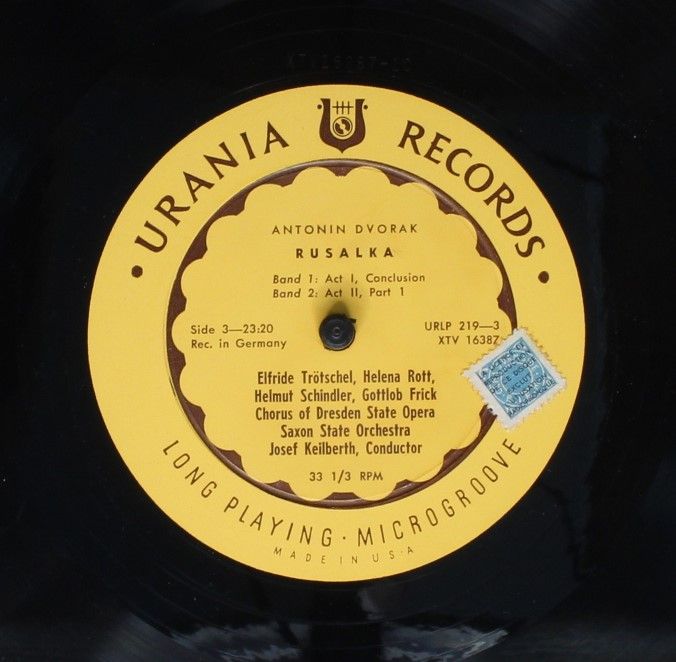 XTV16387-1
URANIA RECORDS
ANTONIN DVORAK
RUSALKA
Band 1: Act I, Conclusion
Band 2: Act II, Part 1
Side 3—23:20
Rec. in Germany
URLP 219—3
XTV 16387
Elfride Trötschel, Helena Rott,
Helmut Schindler, Gottlob Frick
Chorus of Dresden State Opera
Saxon State Orchestra
Josef Keilberth, Conductor
33 1/3 RPM
LONG PLAYING · MICROGROOVE
MADE IN U·S·A